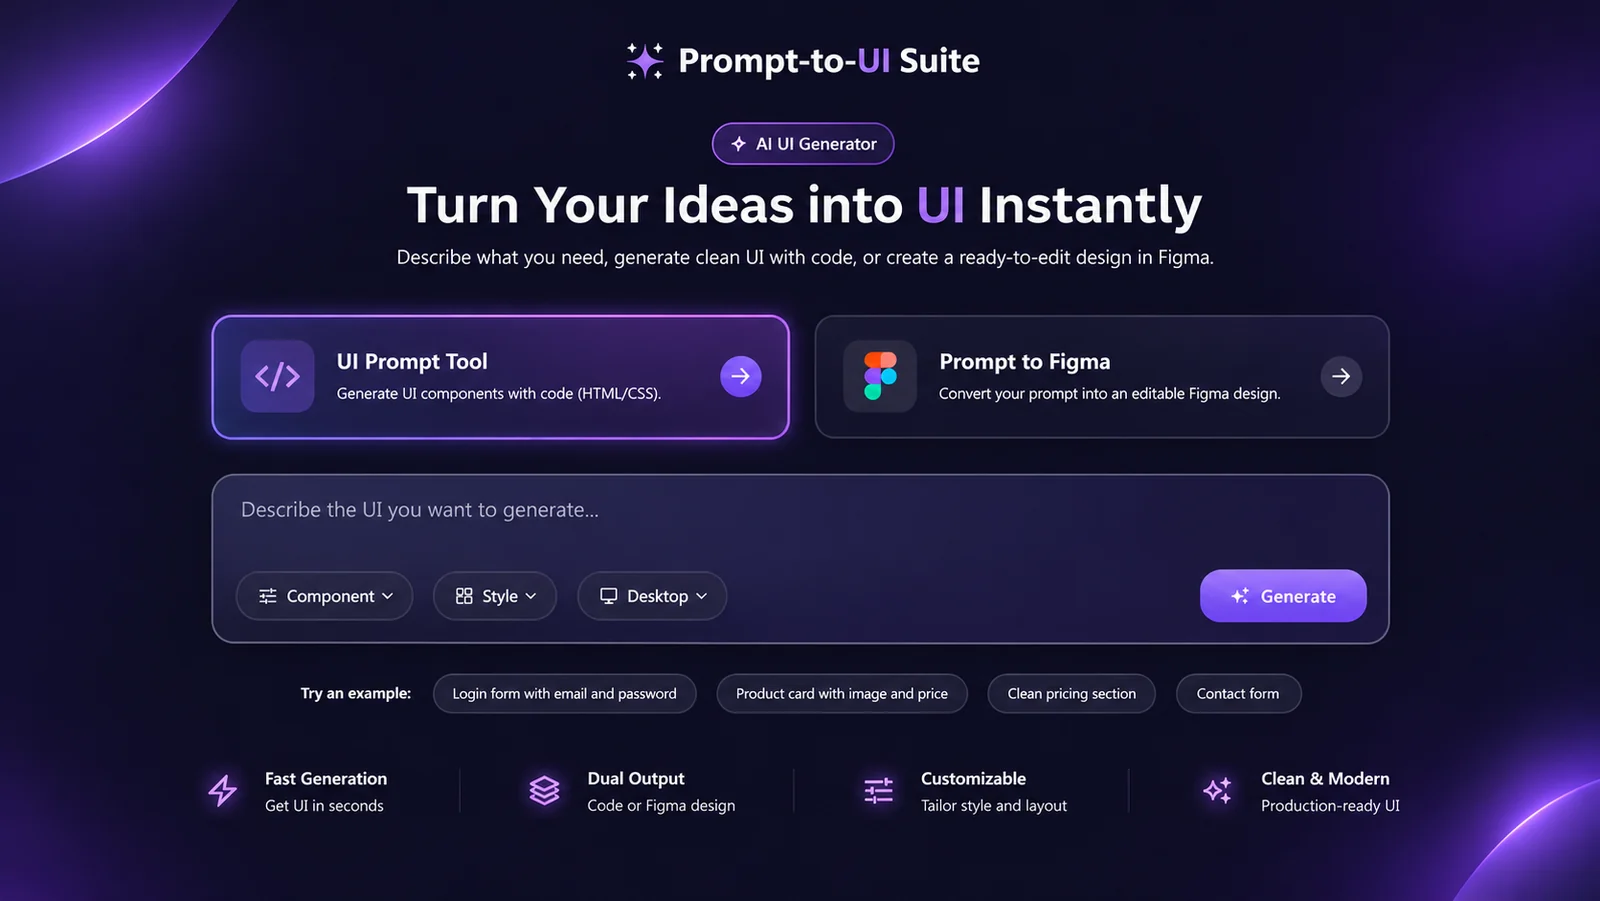 Prompt-to-UI Suite
AI UI Generator
Turn Your Ideas into UI Instantly
Describe what you need, generate clean UI with code, or create a ready-to-edit design in Figma.
</>
UI Prompt Tool
Generate UI components with code (HTML/CSS).
Prompt to Figma
Convert your prompt into an editable Figma design.
Describe the UI you want to generate...
Component
Style
Desktop
Generate
Try an example:
Login form with email and password
Product card with image and price
Clean pricing section
Contact form
Fast Generation
Get UI in seconds
Dual Output
Code or Figma design
Customizable
Tailor style and layout
Clean & Modern
Production-ready UI